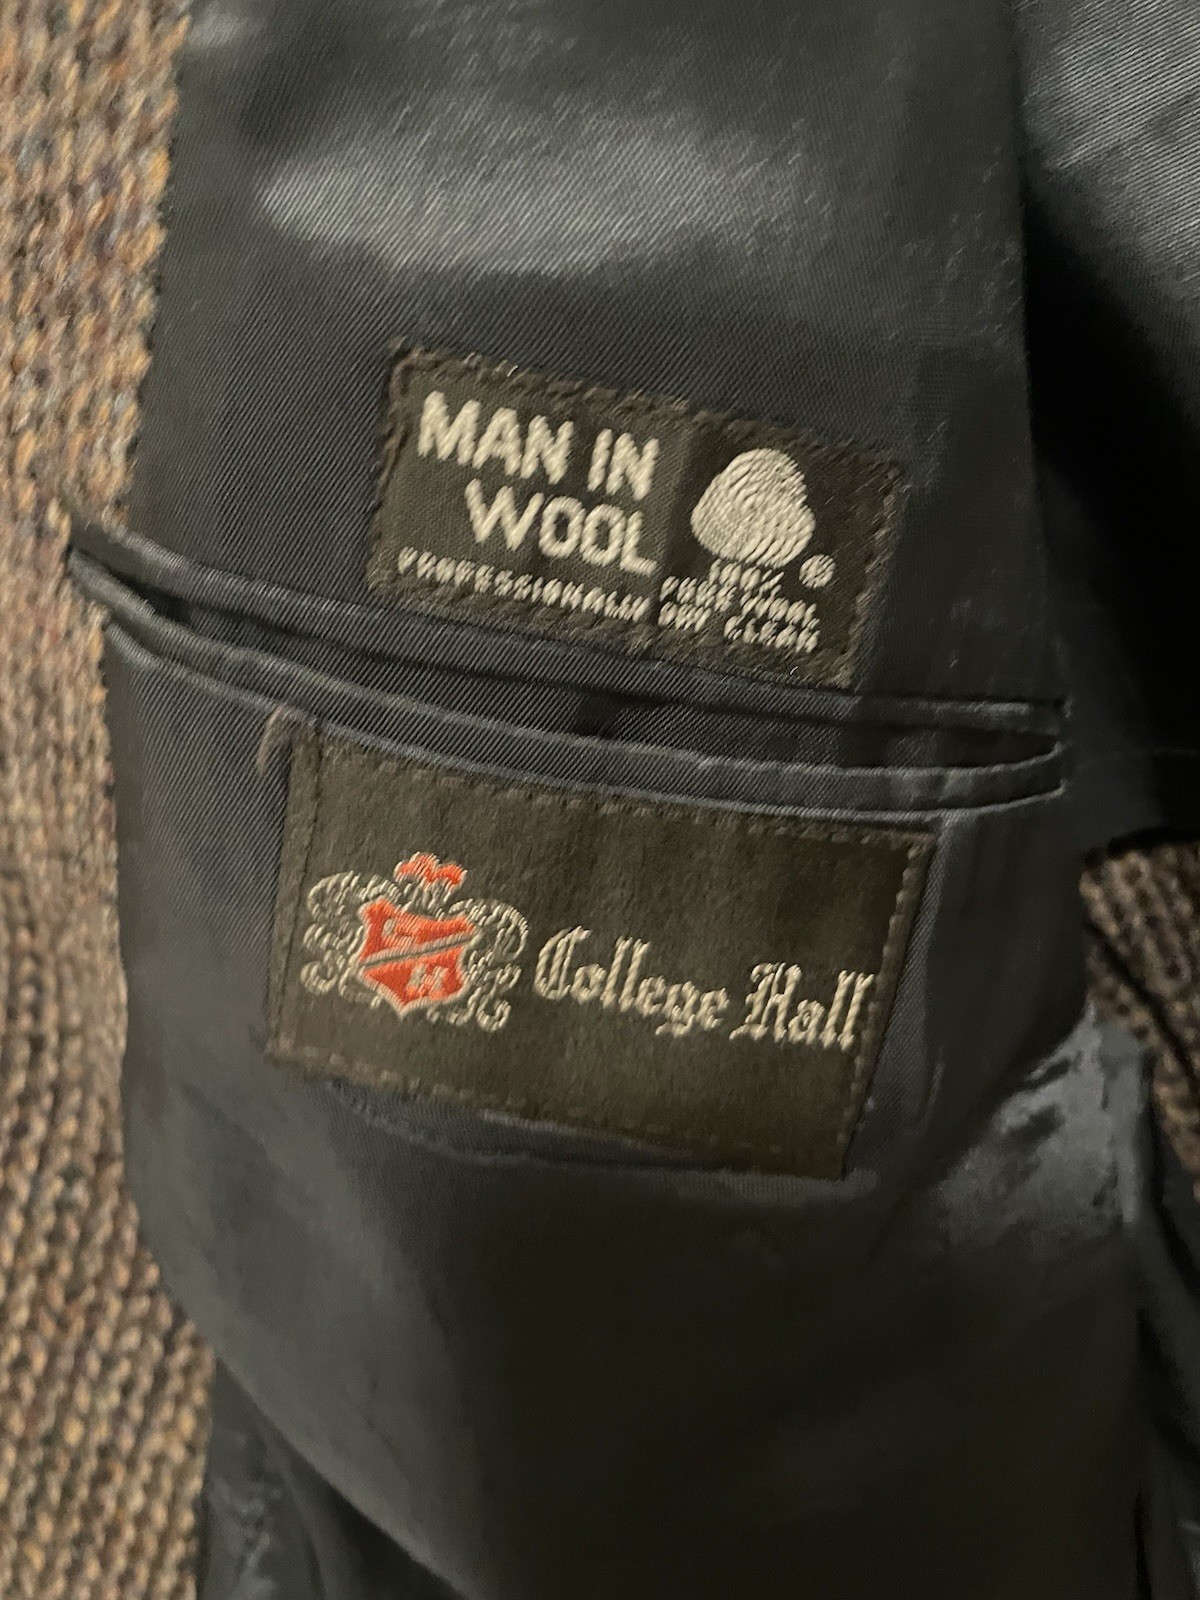 MAN IN
WOOL
100%
PURE WOOL
PROFESSIONALLY DRY CLEAN
College Hall